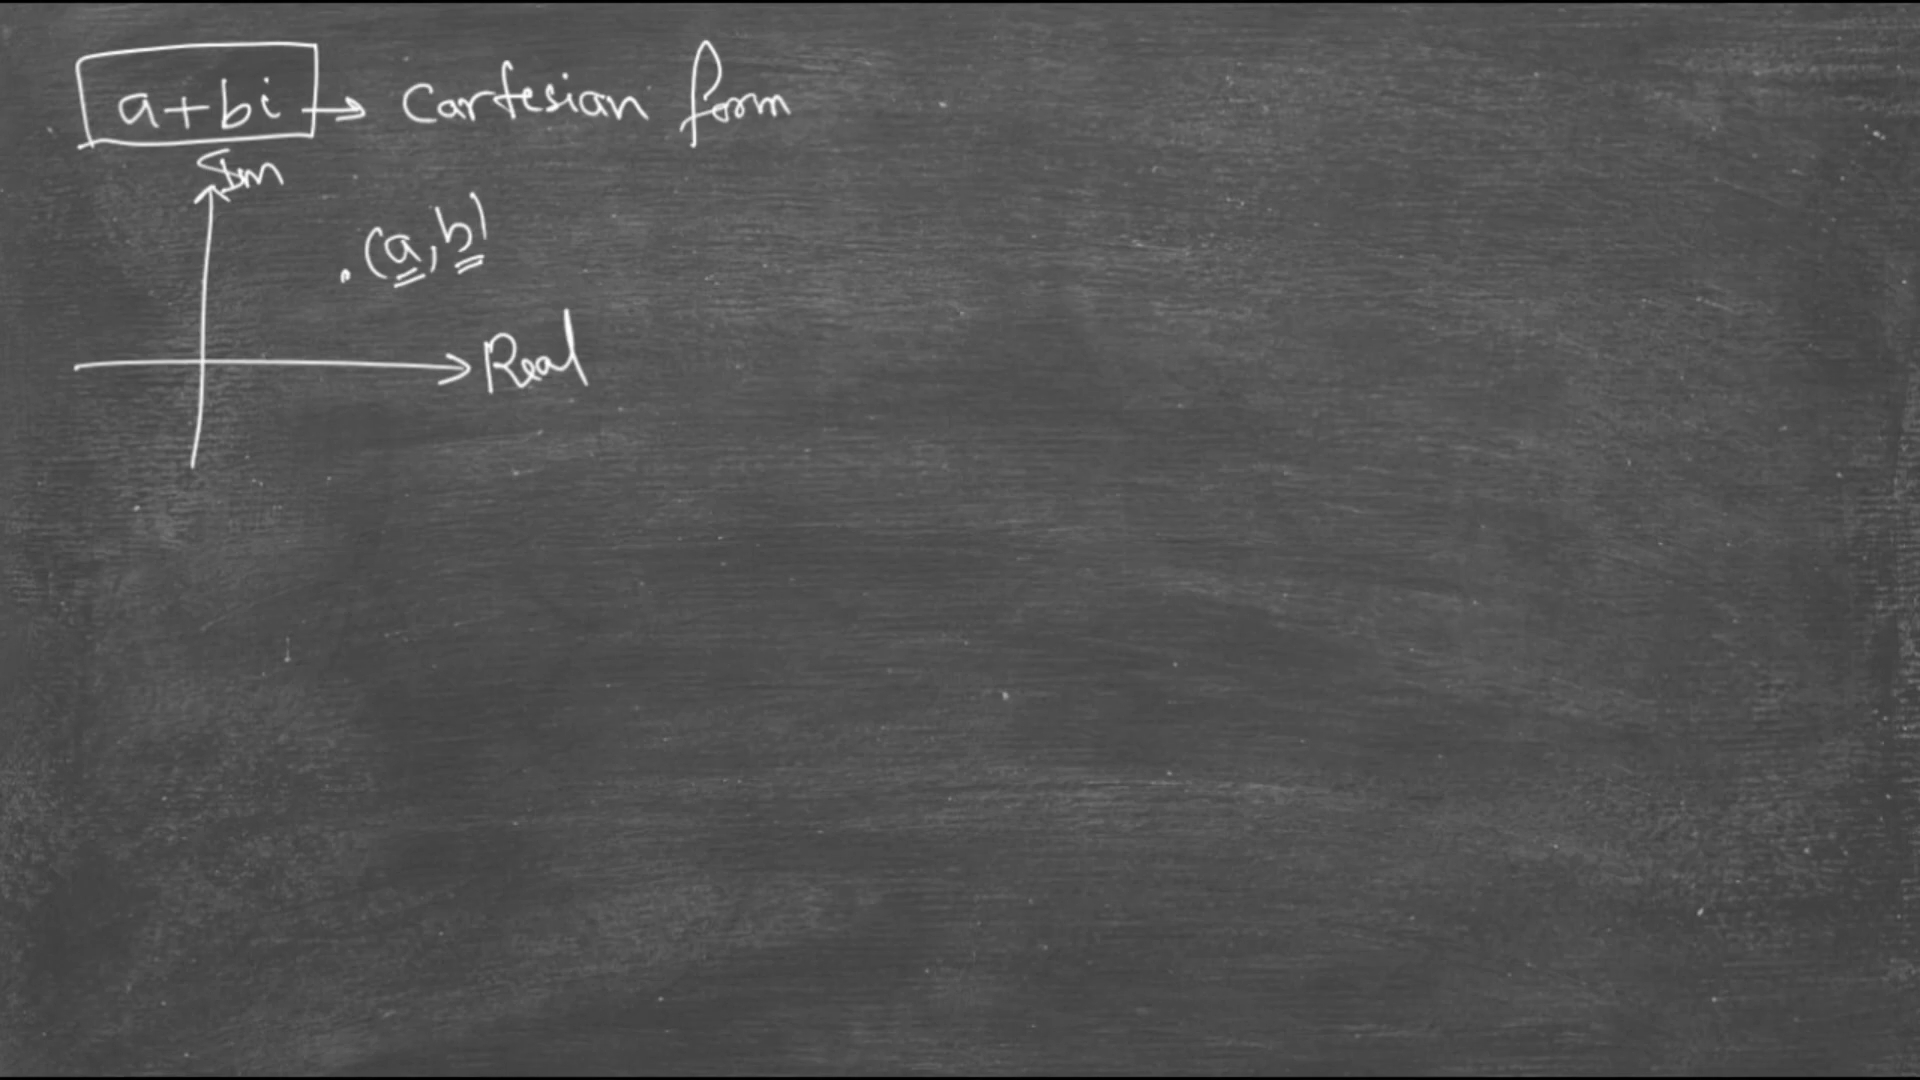 a+bi → Cartesian form
Im
.(a,b)
Real